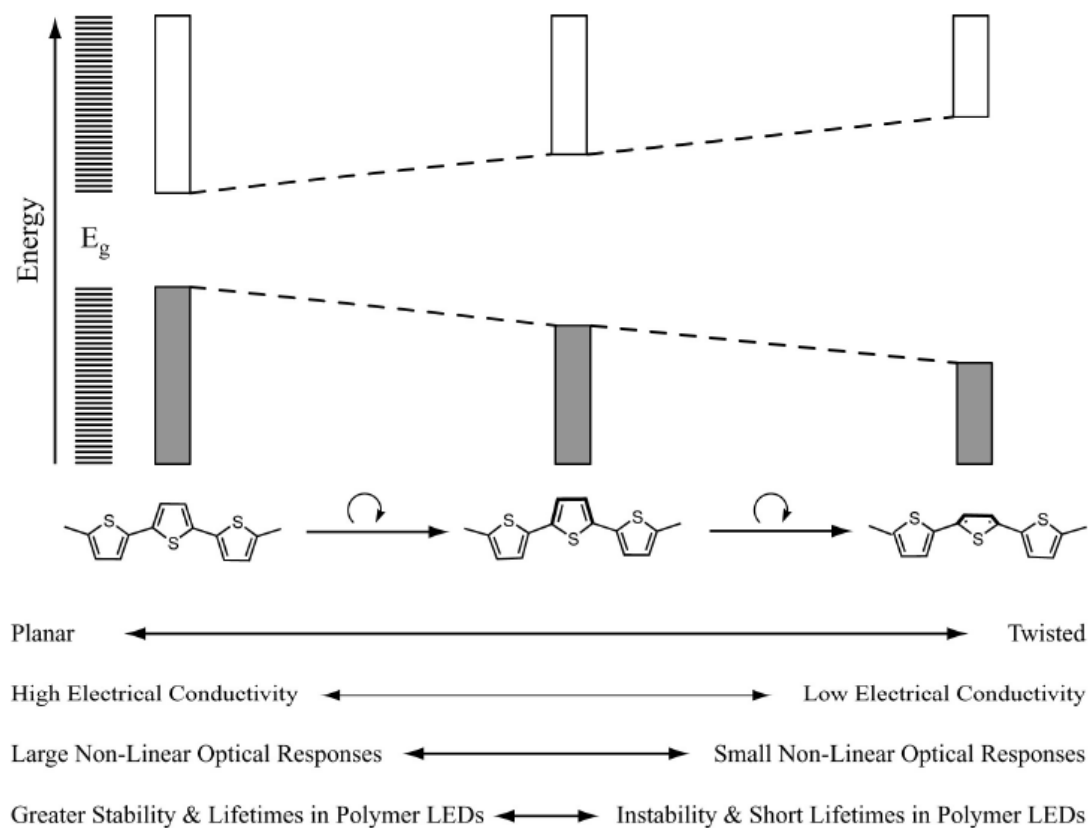 Energy
E_g
S S S
S S S
S S S
Planar Twisted
High Electrical Conductivity Low Electrical Conductivity
Large Non-Linear Optical Responses Small Non-Linear Optical Responses
Greater Stability & Lifetimes in Polymer LEDs Instability & Short Lifetimes in Polymer LEDs